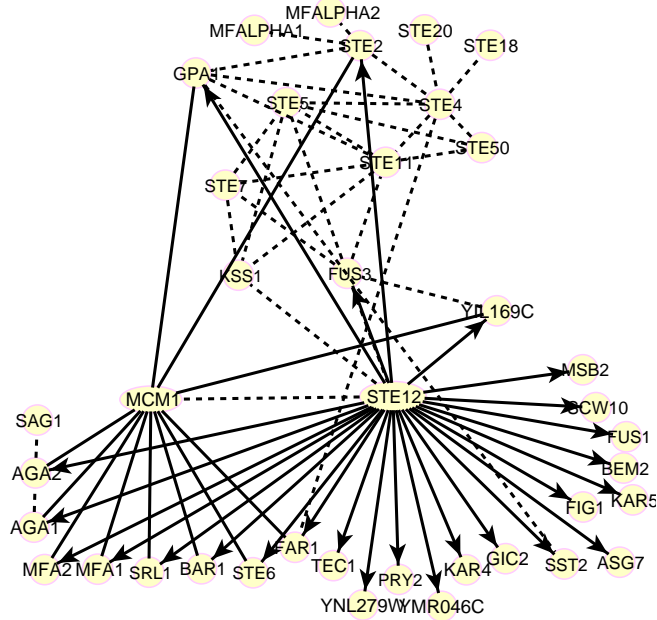 MFALPHA2
MFALPHA1
STE20
STE2
STE18
GPA1
STE5
STE4
STE50
STE11
STE7
KSS1
FUS3
YIL169C
MSB2
MCM1
STE12
SCW10
SAG1
FUS1
AGA2
BEM2
KAR5
FIG1
AGA1
FAR1
GIC2
ASG7
SST2
MFA2
MFA1
SRL1
BAR1
STE6
TEC1
PRY2
KAR4
YNL279W
YMR046C